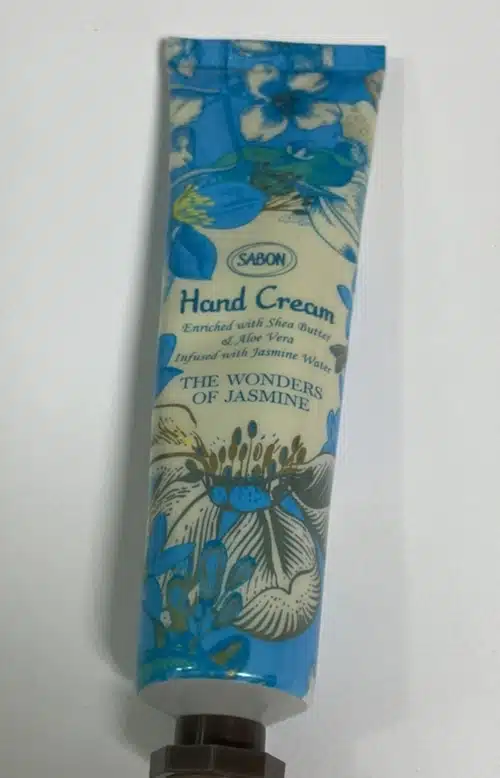 SABON
Hand Cream
Enriched with Shea Butter
& Aloe Vera
Infused with Jasmine Water
THE WONDERS
OF JASMINE